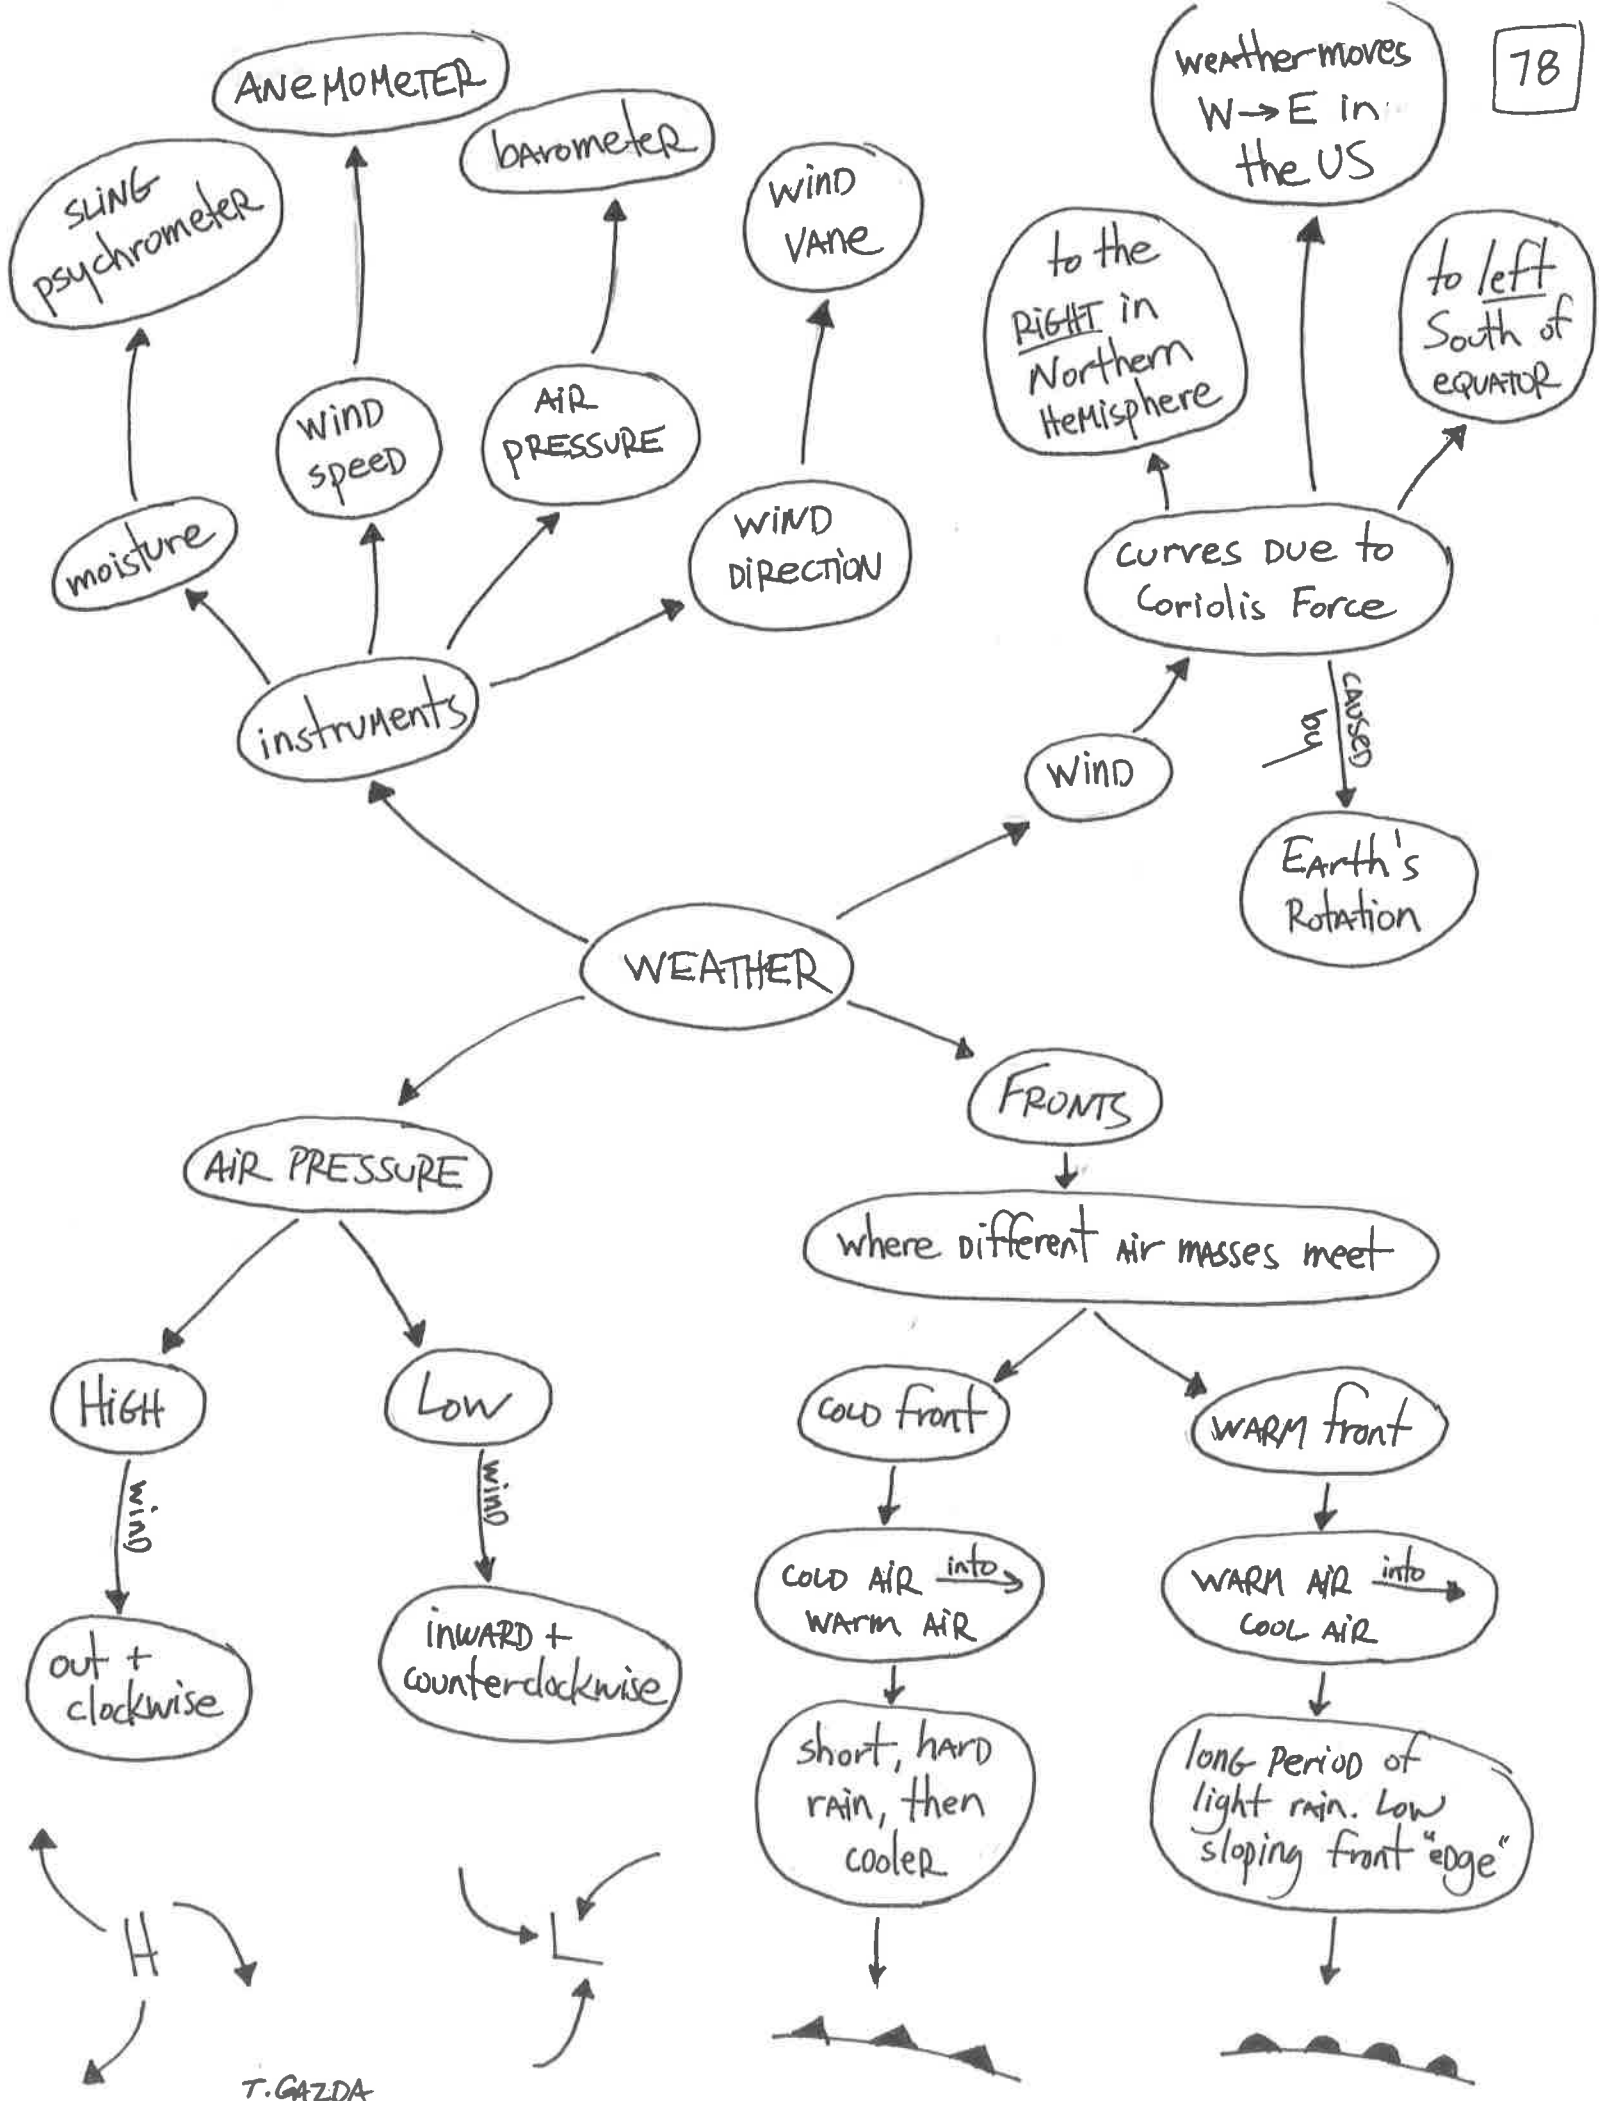 78
ANEMOMETER
barometer
SLING
psychrometer
WIND
VANE
weather moves
W→E in
the US
to the
RIGHT in
Northern
Hemisphere
to left
South of
EQUATOR
WIND
speed
AIR
PRESSURE
moisture
WIND
DIRECTION
curves Due to
Coriolis Force
instruments
WIND
CAUSED
by
EArth's
RotAtion
WEATHER
FRONTS
AIR PRESSURE
where Different Air mAsses meet
HIGH
LOW
COLD front
WARM front
WIND
WIND
COLD AIR into→
WArm AIR
WARM AIR into→
COOL AIR
out +
clockwise
INWARD +
counterclockwise
short, hARD
rAin, then
cooler
lonG PerioD of
light rain. Low
sloping front "eDge"
H
L
T. GAZDA